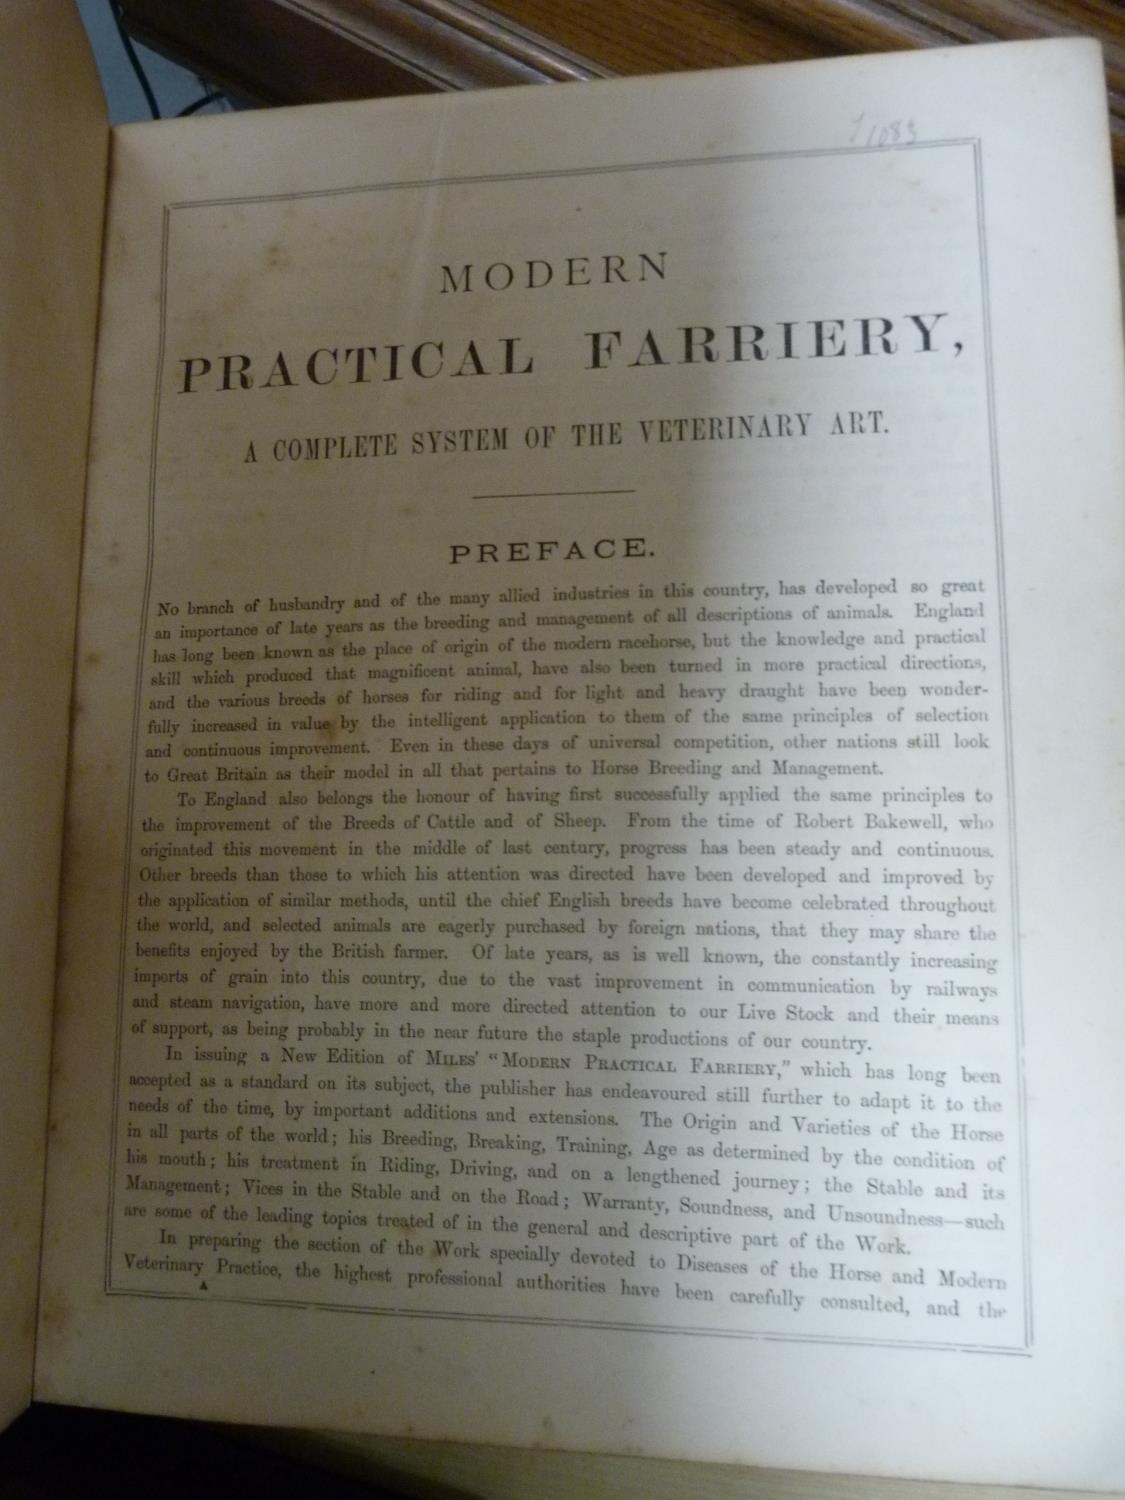 1083
MODERN
PRACTICAL FARRIERY,
A COMPLETE SYSTEM OF THE VETERINARY ART.
PREFACE.
No branch of husbandry and of the many allied industries in this country, has developed so great
an importance of late years as the breeding and management of all descriptions of animals. England
has long been known as the place of origin of the modern racehorse, but the knowledge and practical
skill which produced that magnificent animal, have also been turned in more practical directions,
and the various breeds of horses for riding and for light and heavy draught have been wonder-
fully increased in value by the intelligent application to them of the same principles of selection
and continuous improvement. Even in these days of universal competition, other nations still look
to Great Britain as their model in all that pertains to Horse Breeding and Management.
To England also belongs the honour of having first successfully applied the same principles to
the improvement of the Breeds of Cattle and of Sheep. From the time of Robert Bakewell, who
originated this movement in the middle of last century, progress has been steady and continuous.
Other breeds than those to which his attention was directed have been developed and improved by
the application of similar methods, until the chief English breeds have become celebrated throughout
the world, and selected animals are eagerly purchased by foreign nations, that they may share the
benefits enjoyed by the British farmer. Of late years, as is well known, the constantly increasing
imports of grain into this country, due to the vast improvement in communication by railways
and steam navigation, have more and more directed attention to our Live Stock and their means
of support, as being probably in the near future the staple productions of our country.
In issuing a New Edition of MILES' "MODERN PRACTICAL FARRIERY," which has long been
accepted as a standard on its subject, the publisher has endeavoured still further to adapt it to the
needs of the time, by important additions and extensions. The Origin and Varieties of the Horse
in all parts of the world; his Breeding, Breaking, Training, Age as determined by the condition of
his mouth; his treatment in Riding, Driving, and on a lengthened journey; the Stable and its
Management; Vices in the Stable and on the Road; Warranty, Soundness, and Unsoundness—such
are some of the leading topics treated of in the general and descriptive part of the Work.
In preparing the section of the Work specially devoted to Diseases of the Horse and Modern
Veterinary Practice, the highest professional authorities have been carefully consulted, and the
A